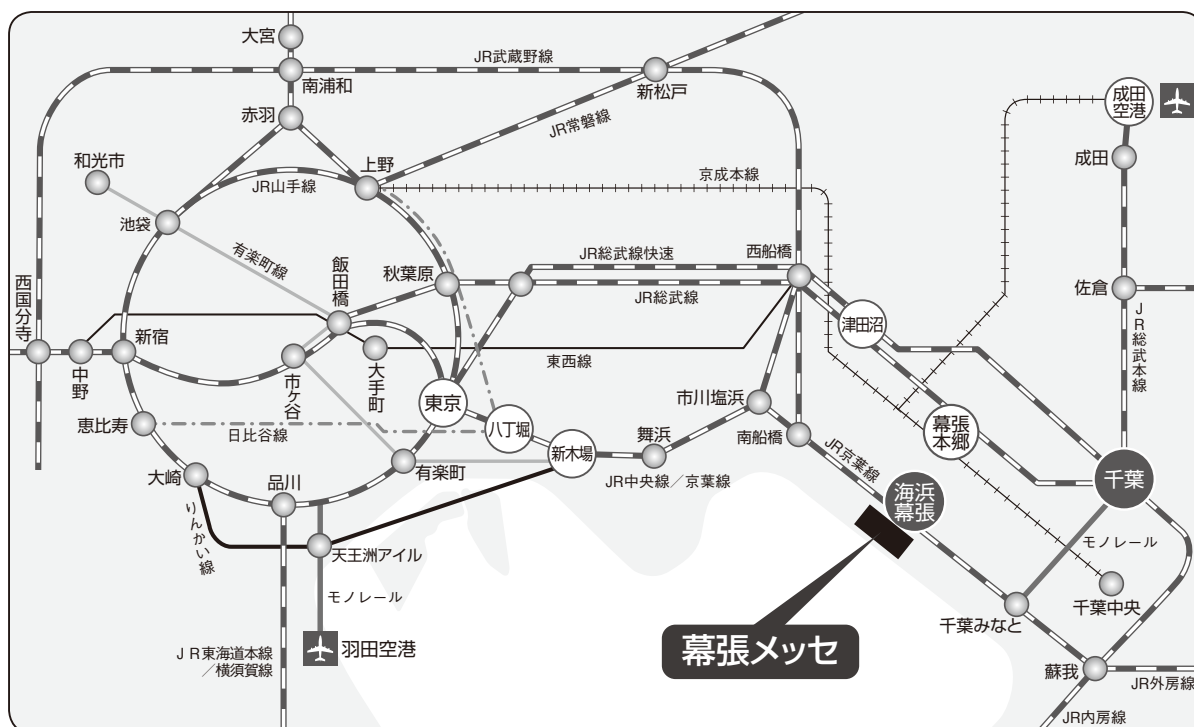 大宮
JR武蔵野線
南浦和
新松戸
成田
空港
赤羽
JR常磐線
和光市
上野
成田
JR山手線
京成本線
池袋
有楽町線
飯田橋
秋葉原
JR総武線快速
西船橋
JR総武線
佐倉
西国分寺
新宿
津田沼
JR総武本線
中野
市ヶ谷
大手町
東西線
東京
市川塩浜
恵比寿
日比谷線
八丁堀
舞浜
南船橋
幕張
本郷
新木場
大崎
有楽町
JR中央線／京葉線
JR京葉線
千葉
品川
海浜
幕張
りんかい線
天王洲アイル
モノレール
モノレール
千葉中央
千葉みなと
羽田空港
幕張メッセ
JR東海道本線
／横須賀線
蘇我
JR外房線
JR内房線